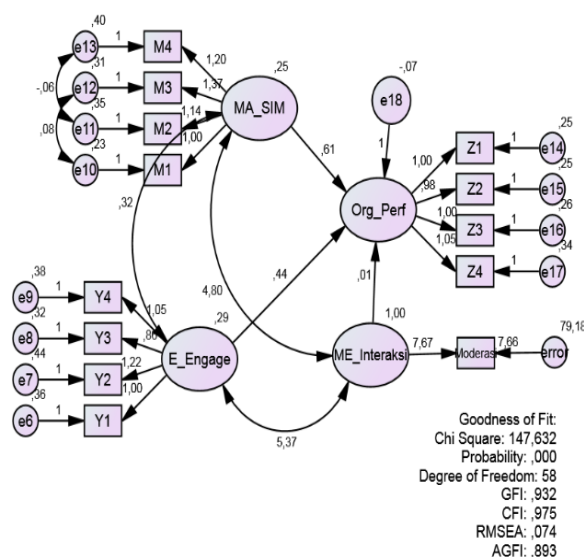 ,40
e13 1 M4
,31
e12 1 M3
,35
e11 1 M2
,23
e10 1 M1
-,06
,08
1,20
1,37
1,14
1,00
,25
MA_SIM
-,07
e18
1
,61
,32
4,80
Org_Perf
1,00 Z1 1 ,25 e14
,98 Z2 1 ,25 e15
1,00 Z3 1 ,26 e16
1,05 Z4 1 ,34 e17
,44
,01
,38
e9 1 Y4
,32
e8 1 Y3
,44
e7 1 Y2
,36
e6 1 Y1
1,05
,86
1,22
1,00
,29
E_Engage
1,00
ME_Interaksi
7,67
Moderas
7,66
79,18
error
5,37
Goodness of Fit:
Chi Square: 147,632
Probability: ,000
Degree of Freedom: 58
GFI: ,932
CFI: ,975
RMSEA: ,074
AGFI: ,893